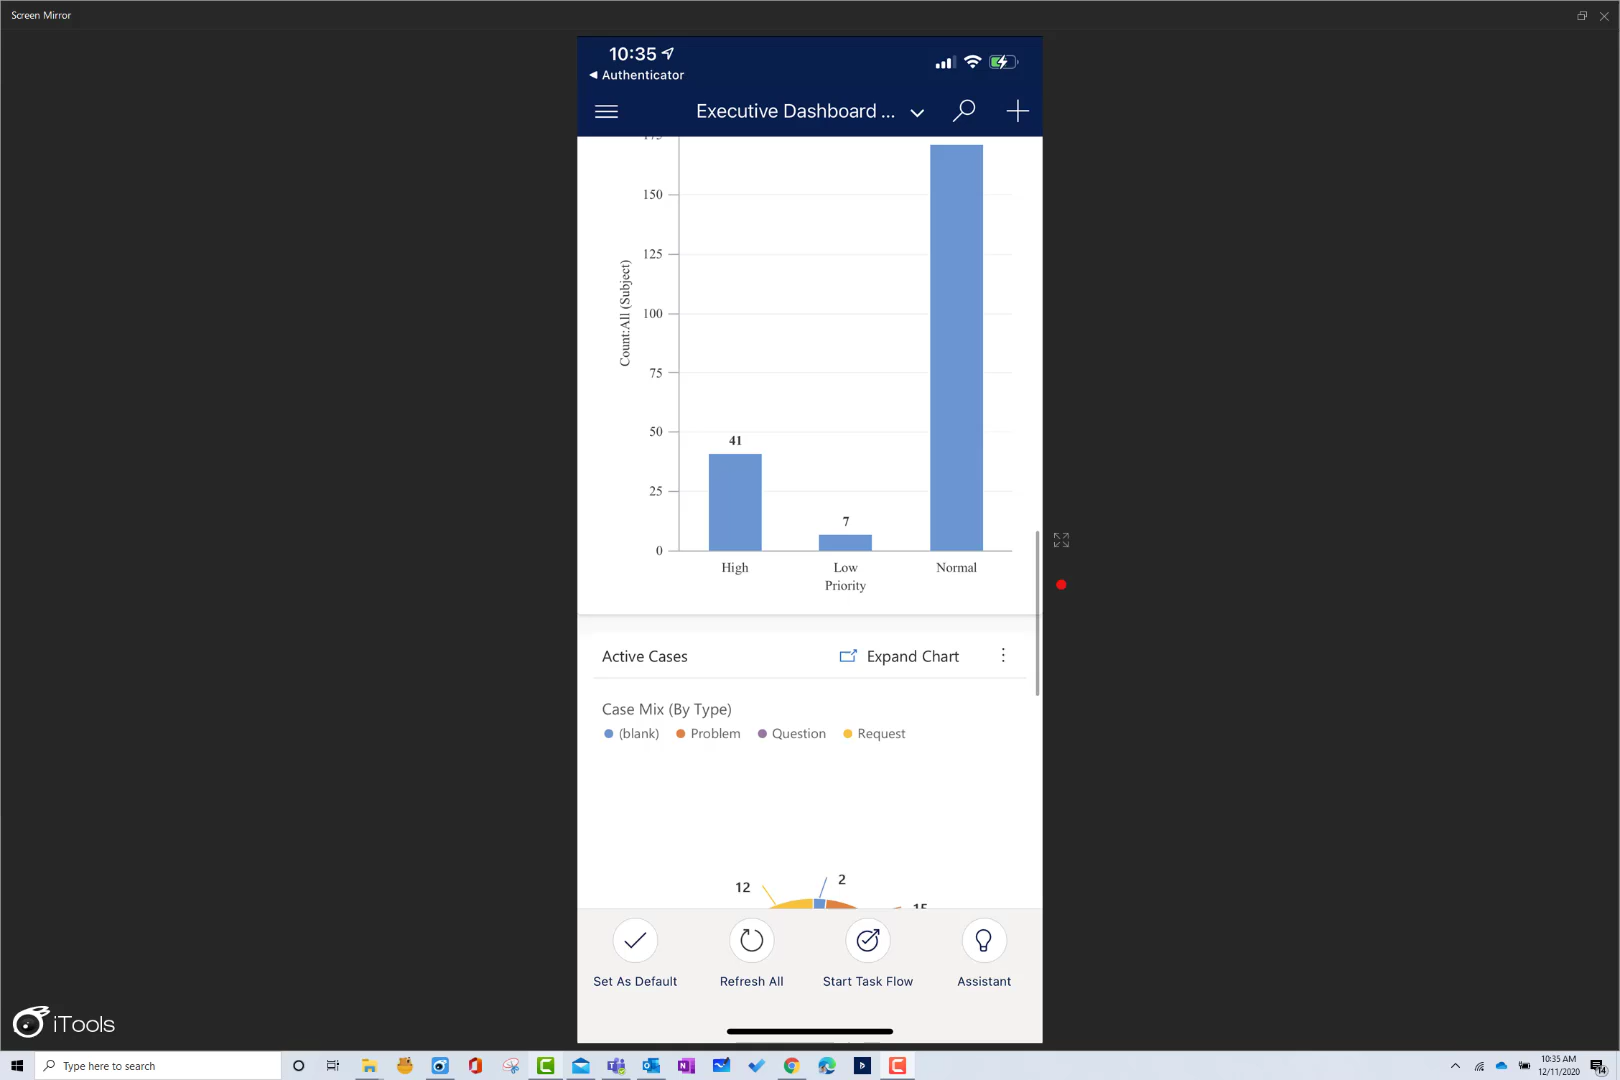 Screen Mirror
10:35
Authenticator
Executive Dashboard ...
175
150
125
100
75
50
25
0
Count:All (Subject)
41
7
High
Low
Normal
Priority
Active Cases
Expand Chart
Case Mix (By Type)
(blank)
Problem
Question
Request
12
2
15
Set As Default
Refresh All
Start Task Flow
Assistant
iTools
Type here to search
10:35 AM
12/11/2020
14